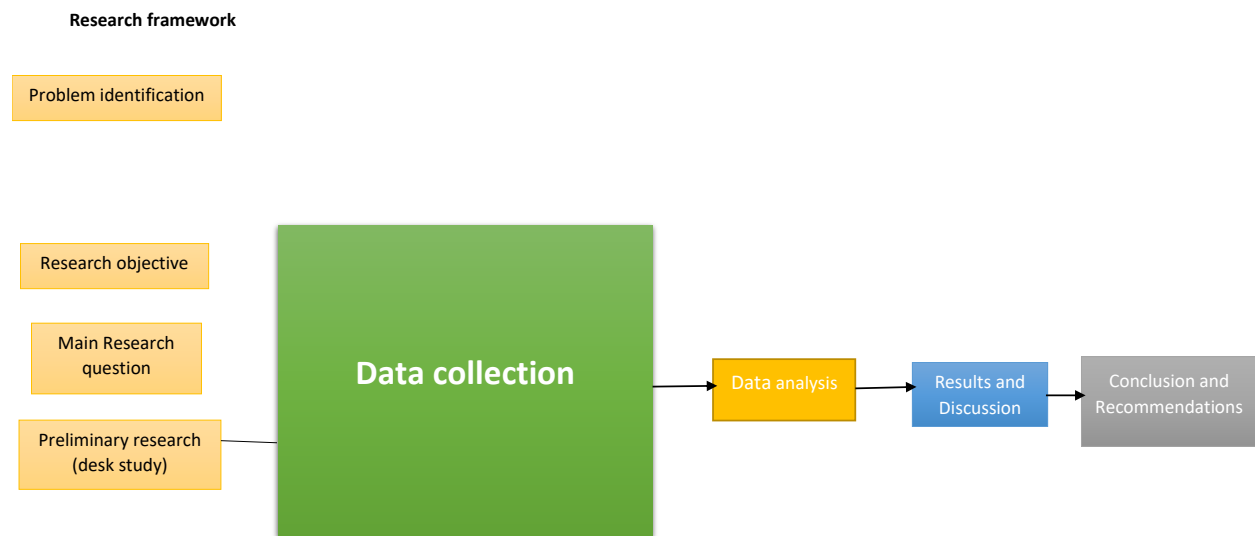 Research framework
Problem identification
Research objective
Main Research
question
Preliminary research
(desk study)
Data collection
Data analysis
Results and
Discussion
Conclusion and
Recommendations